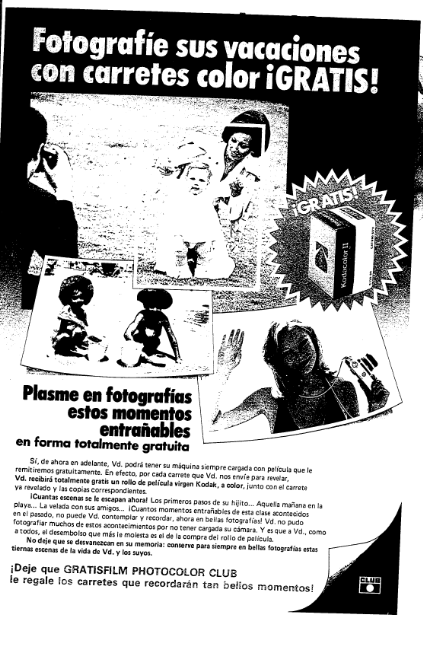 Fotografíe sus vacaciones
con carretes color ¡GRATIS!
¡GRATIS!
Kodacolor II
Plasme en fotografías
estos momentos
entrañables
en forma totalmente gratuita
Sí, de ahora en adelante, Vd. podrá tener su máquina siempre cargada con película que le
remitiremos gratuitamente. En efecto, por cada carrete que Vd. nos envíe para revelar,
Vd. recibirá totalmente gratis un rollo de película virgen Kodak, a color, junto con el carrete
ya revelado y las copias correspondientes.
¡Cuántas escenas se le escapan ahora! Los primeros pasos de su hijito... Aquella mañana en la
playa... La velada con sus amigos... ¡Cuántos momentos entrañables de esta clase acontecidos
en el pasado, no puede Vd. contemplar y recordar, ahora en bellas fotografías! Vd. no pudo
fotografiar muchos de estos acontecimientos por no tener cargada su cámara. Y es que a Vd., como
a todos, el desembolso que más le molesta es el de la compra del rollo de película.
No deje que se desvanezcan en su memoria: conserve para siempre en bellas fotografías estas
tiernas escenas de la vida de Vd. y los suyos.
¡Deje que GRATISFILM PHOTOCOLOR CLUB
le regale los carretes que recordarán tan bellos momentos!
CLUB